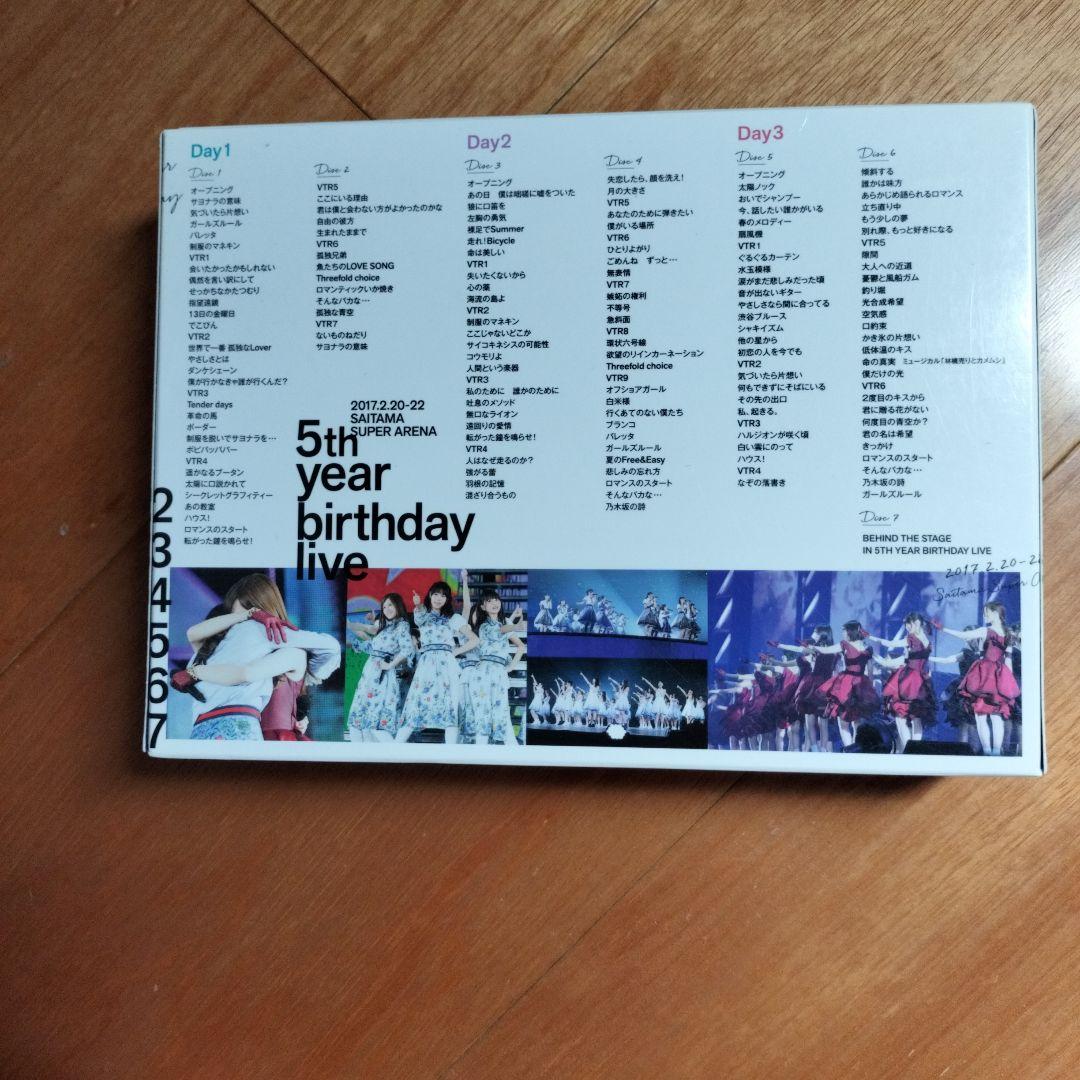 Day1
Disc 1
オープニング
サヨナラの意味
気づいたら片想い
ガールズルール
バレッタ
制服のマネキン
VTR1
会いたかったかもしれない
偶然を言い訳にして
せっかちなかたつむり
指望遠鏡
13日の金曜日
でこぴん
VTR2
世界で一番 孤独なLover
やさしさとは
ダンケシェーン
僕が行かなきゃ誰が行くんだ?
VTR3
Tender days
革命の馬
ボーダー
制服を脱いでサヨナラを…
ポピパッパパー
VTR4
遥かなるブータン
太陽に口説かれて
シークレットグラフィティー
あの教室
ハウス!
ロマンスのスタート
転がった鐘を鳴らせ!
Disc 2
VTR5
ここにいる理由
君は僕と会わない方がよかったのかな
自由の彼方
生まれたままで
VTR6
孤独兄弟
魚たちのLOVE SONG
Threefold choice
ロマンティックいか焼き
そんなバカな…
孤独な青空
VTR7
ないものねだり
サヨナラの意味
2017.2.20-22
SAITAMA
SUPER ARENA
5th
year
birthday
live
Day2
Disc 3
オープニング
あの日 僕は咄嗟に嘘をついた
狼に口笛を
左胸の勇気
裸足でSummer
走れ!Bicycle
命は美しい
VTR1
失いたくないから
心の薬
海流の島よ
VTR2
制服のマネキン
ここじゃないどこか
サイコキネシスの可能性
コウモリよ
人間という楽器
VTR3
私のために 誰かのために
吐息のメソッド
無口なライオン
遠回りの愛情
転がった鐘を鳴らせ!
VTR4
人はなぜ走るのか?
強がる蕾
羽根の記憶
混ざり合うもの
Disc 4
失恋したら、顔を洗え!
月の大きさ
VTR5
あなたのために弾きたい
僕がいる場所
VTR6
ひとりよがり
ごめんね ずっと…
無表情
VTR7
嫉妬の権利
不等号
急斜面
VTR8
環状六号線
欲望のリインカーネーション
Threefold choice
VTR9
オフショアガール
白米様
行くあてのない僕たち
ブランコ
バレッタ
ガールズルール
夏のFree&Easy
悲しみの忘れ方
ロマンスのスタート
そんなバカな…
乃木坂の詩
Day3
Disc 5
オープニング
太陽ノック
おいでシャンプー
今、話したい誰かがいる
春のメロディー
扇風機
VTR1
ぐるぐるカーテン
水玉模様
涙がまだ悲しみだった頃
音が出ないギター
やさしさなら間に合ってる
渋谷ブルース
シャキイズム
他の星から
初恋の人を今でも
VTR2
気づいたら片想い
何もできずにそばにいる
その先の出口
私、起きる。
VTR3
ハルジオンが咲く頃
白い雲にのって
ハウス!
VTR4
なぞの落書き
Disc 6
傾斜する
誰かは味方
あらかじめ語られるロマンス
立ち直り中
もう少しの夢
別れ際、もっと好きになる
VTR5
隙間
大人への近道
憂鬱と風船ガム
釣り堀
光合成希望
空気感
口約束
かき氷の片想い
低体温のキス
命の真実 ミュージカル「林檎売りとカメムシ」
僕だけの光
VTR6
2度目のキスから
君に贈る花がない
何度目の青空か?
君の名は希望
きっかけ
ロマンスのスタート
そんなバカな…
乃木坂の詩
ガールズルール
Disc 7
BEHIND THE STAGE
IN 5TH YEAR BIRTHDAY LIVE
2
3
4
5
6
7